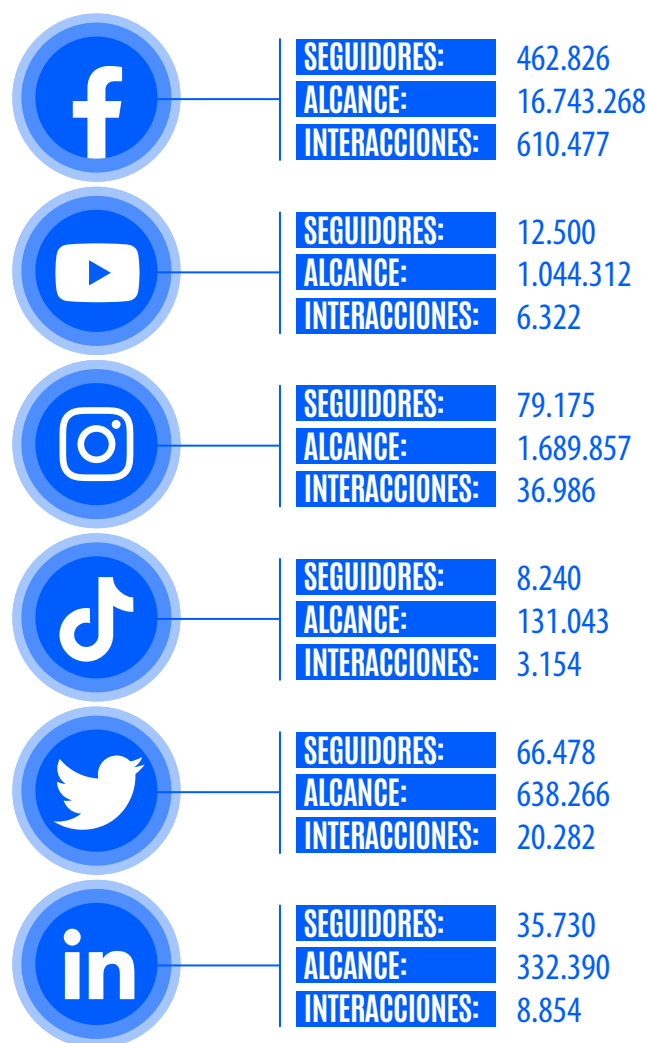 SEGUIDORES: 462.826
ALCANCE: 16.743.268
INTERACCIONES: 610.477
SEGUIDORES: 12.500
ALCANCE: 1.044.312
INTERACCIONES: 6.322
SEGUIDORES: 79.175
ALCANCE: 1.689.857
INTERACCIONES: 36.986
SEGUIDORES: 8.240
ALCANCE: 131.043
INTERACCIONES: 3.154
SEGUIDORES: 66.478
ALCANCE: 638.266
INTERACCIONES: 20.282
in
SEGUIDORES: 35.730
ALCANCE: 332.390
INTERACCIONES: 8.854